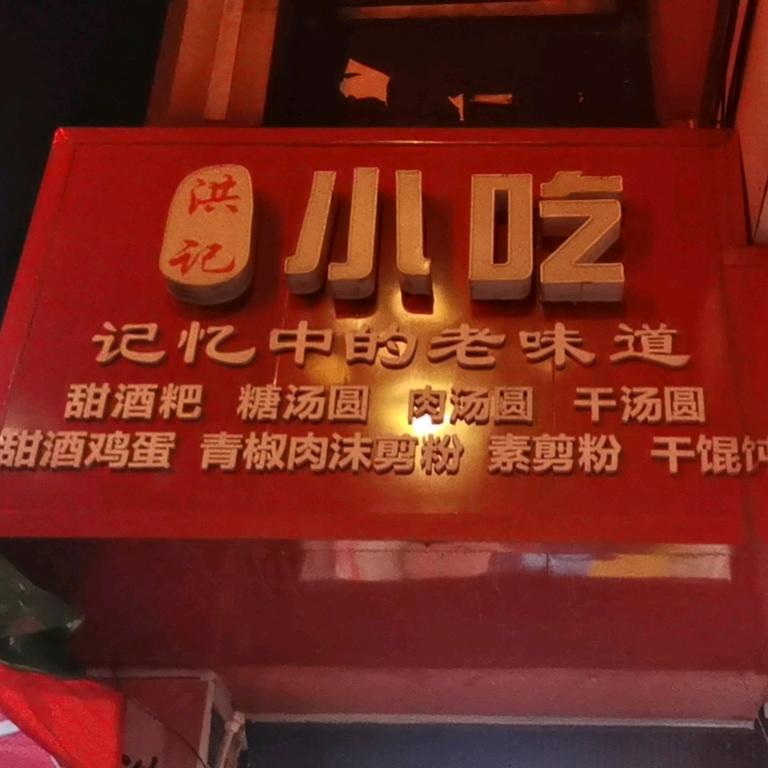 洪记 小吃
记忆中的老味道
甜酒粑 糖汤圆 肉汤圆 干汤圆
甜酒鸡蛋 青椒肉沫剪粉 素剪粉 干馄饨